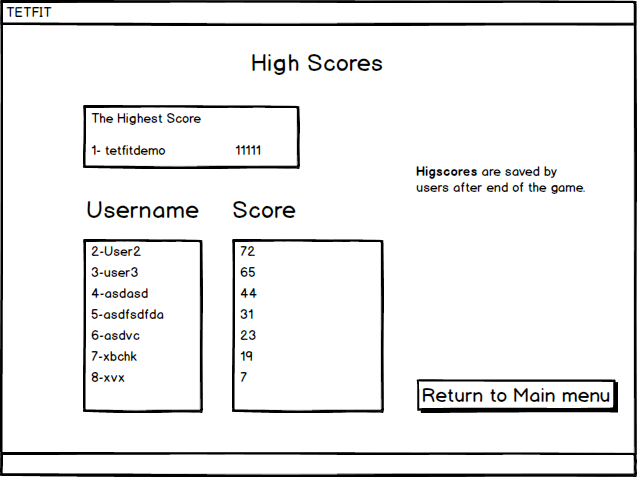 TETFIT
High Scores
The Highest Score
1- tetfitdemo 11111
Higscores are saved by
users after end of the game.
Username Score
2-User2 72
3-user3 65
4-asdasd 44
5-asdfsdfda 31
6-asdvc 23
7-xbchk 19
8-xvx 7
Return to Main menu